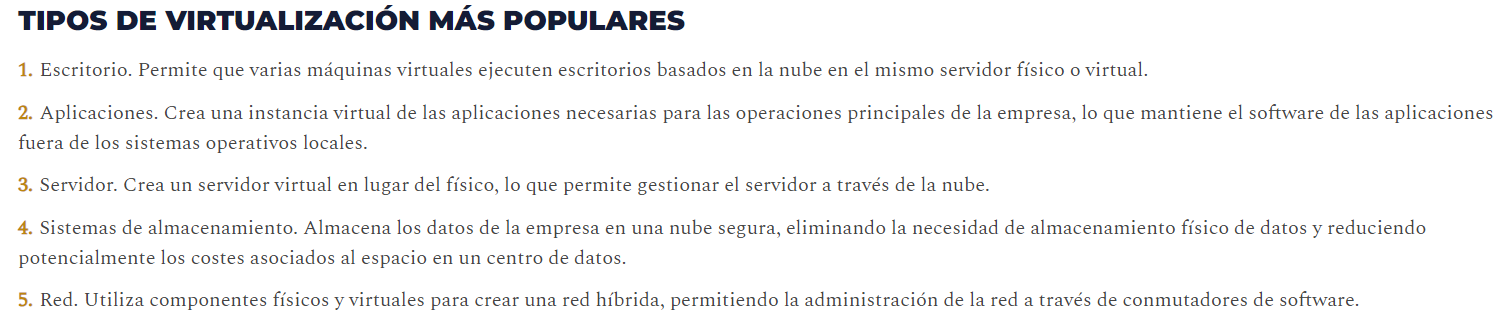 TIPOS DE VIRTUALIZACIÓN MÁS POPULARES
1. Escritorio. Permite que varias máquinas virtuales ejecuten escritorios basados en la nube en el mismo servidor físico o virtual.
2. Aplicaciones. Crea una instancia virtual de las aplicaciones necesarias para las operaciones principales de la empresa, lo que mantiene el software de las aplicaciones
fuera de los sistemas operativos locales.
3. Servidor. Crea un servidor virtual en lugar del físico, lo que permite gestionar el servidor a través de la nube.
4. Sistemas de almacenamiento. Almacena los datos de la empresa en una nube segura, eliminando la necesidad de almacenamiento físico de datos y reduciendo
potencialmente los costes asociados al espacio en un centro de datos.
5. Red. Utiliza componentes físicos y virtuales para crear una red híbrida, permitiendo la administración de la red a través de conmutadores de software.